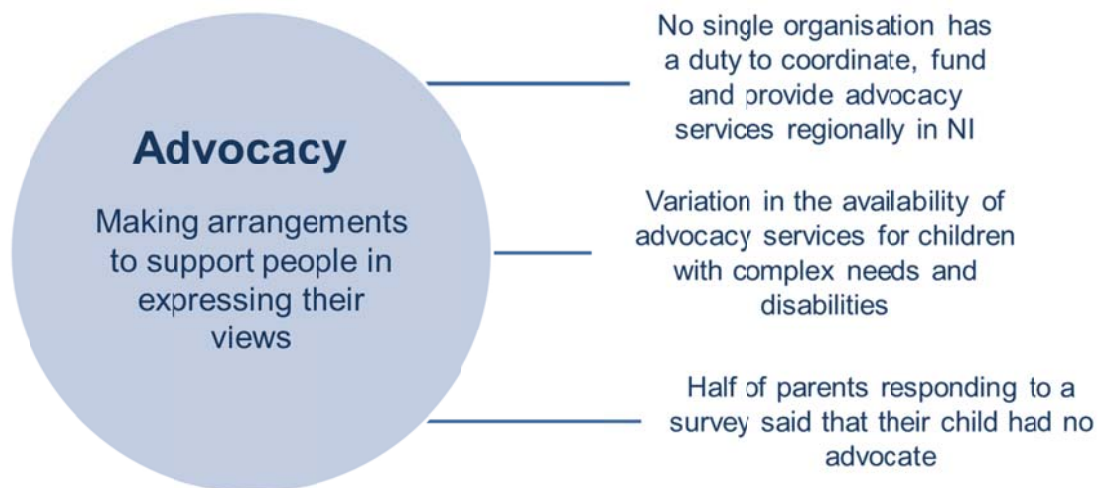 Advocacy
Making arrangements
to support people in
expressing their
views
No single organisation has
a duty to coordinate, fund
and provide advocacy
services regionally in NI
Variation in the availability of
advocacy services for children
with complex needs and
disabilities
Half of parents responding to a
survey said that their child had no
advocate